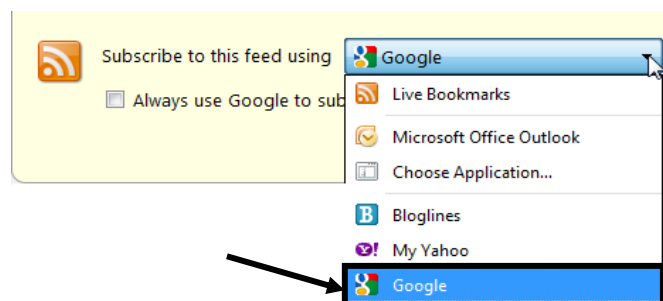 Subscribe to this feed using Google
Always use Google to sub
Live Bookmarks
Microsoft Office Outlook
Choose Application...
B Bloglines
Y! My Yahoo
Google